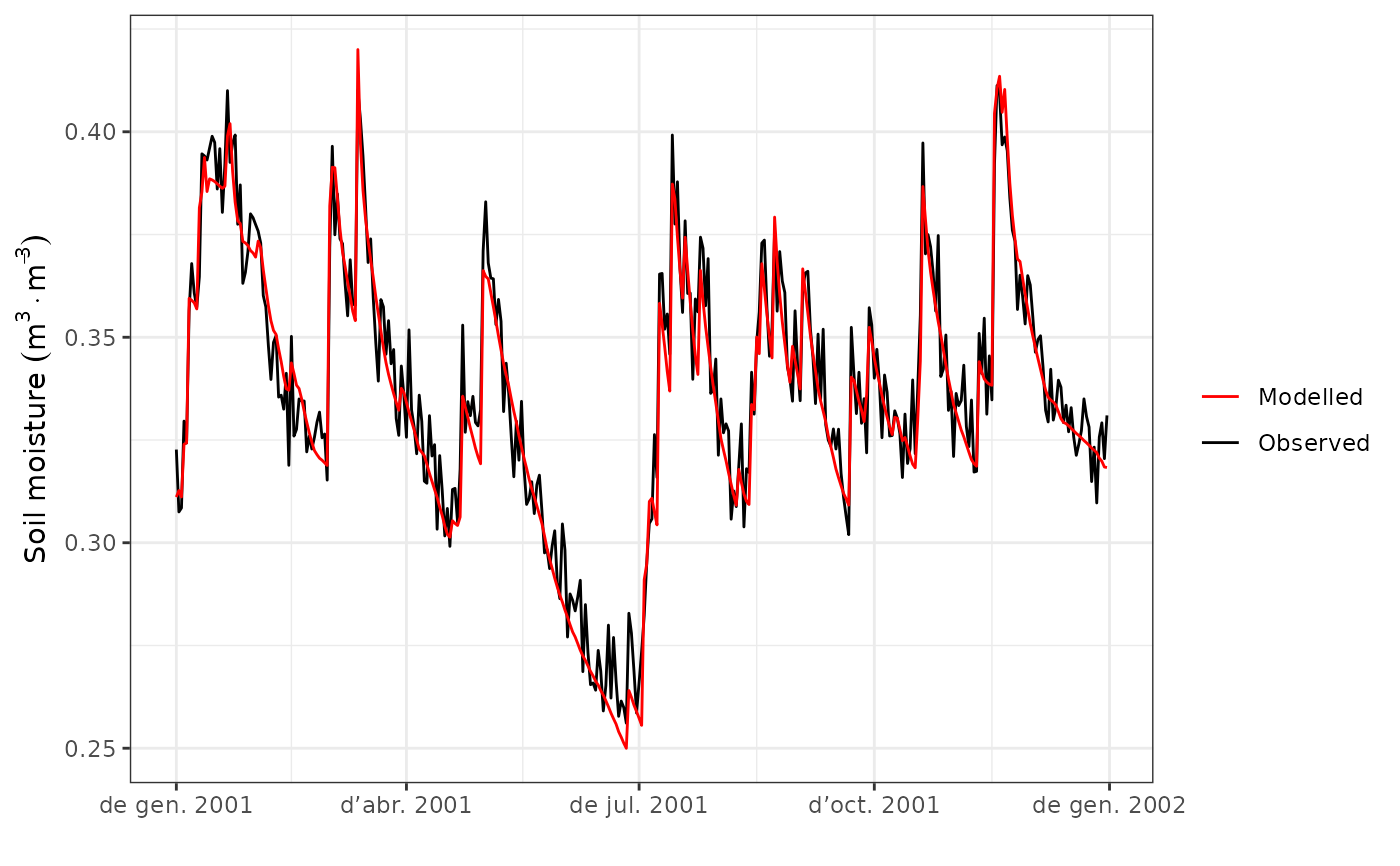 Soil moisture (m³ · m⁻³)
0.40
0.35
0.30
0.25
de gen. 2001
d’abr. 2001
de jul. 2001
d’oct. 2001
de gen. 2002
Modelled
Observed